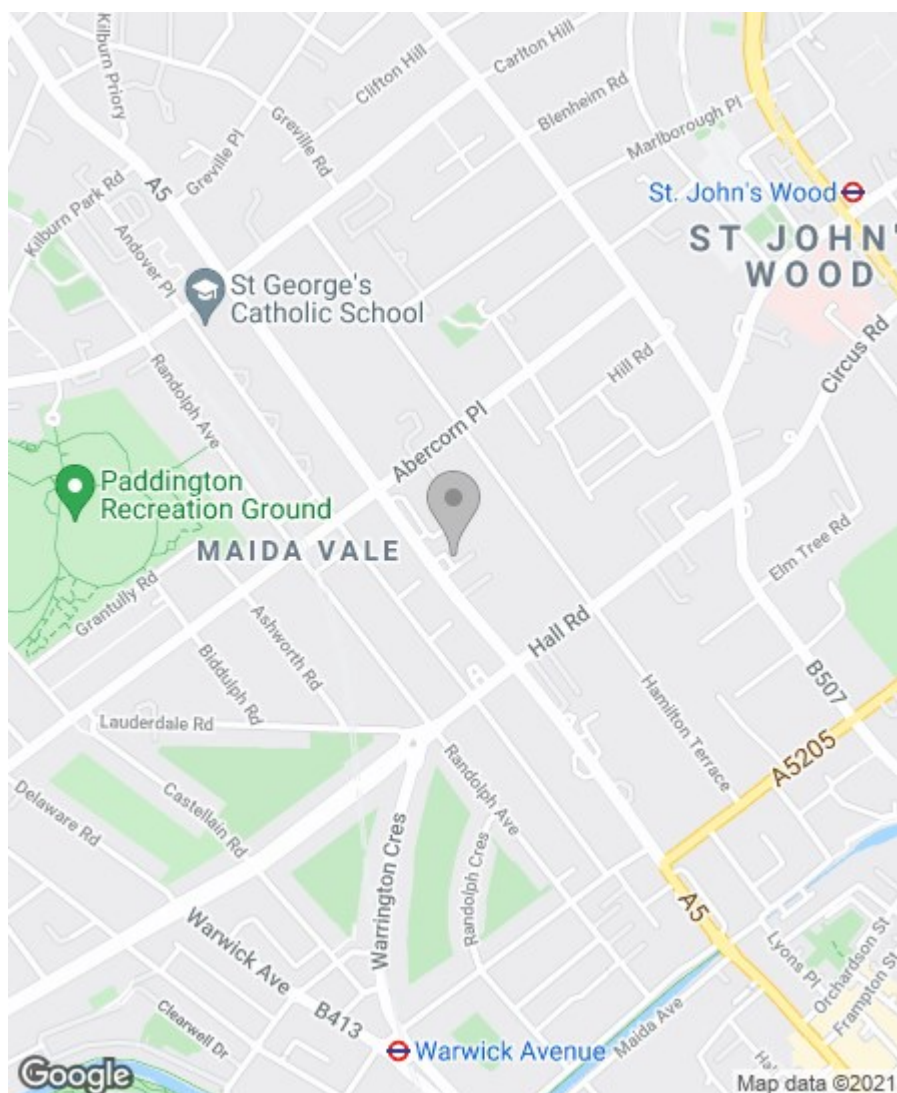 Kilburn Priory
Clifton Hill
Carlton Hill
Greville Pl
Greville Rd
Blenheim Rd
Marlborough Pl
A5
Kilburn Park Rd
Andover Pl
St. John's Wood
ST JOHN'
WOOD
St George's
Catholic School
Randolph Ave
Hill Rd
Circus Rd
Abercorn Pl
Paddington
Recreation Ground
MAIDA VALE
Elm Tree Rd
Grantully Rd
Ashworth Rd
Biddulph Rd
Hall Rd
Hamilton Terrace
B507
Lauderdale Rd
A5205
Delaware Rd
Castellain Rd
Randolph Ave
Warrington Cres
Randolph Cres
A5
Warwick Ave
B413
Clearwell Dr
Lyons Pl
Orchardson St
Frampton St
Maida Ave
Warwick Avenue
Hal
Google
Map data ©2021